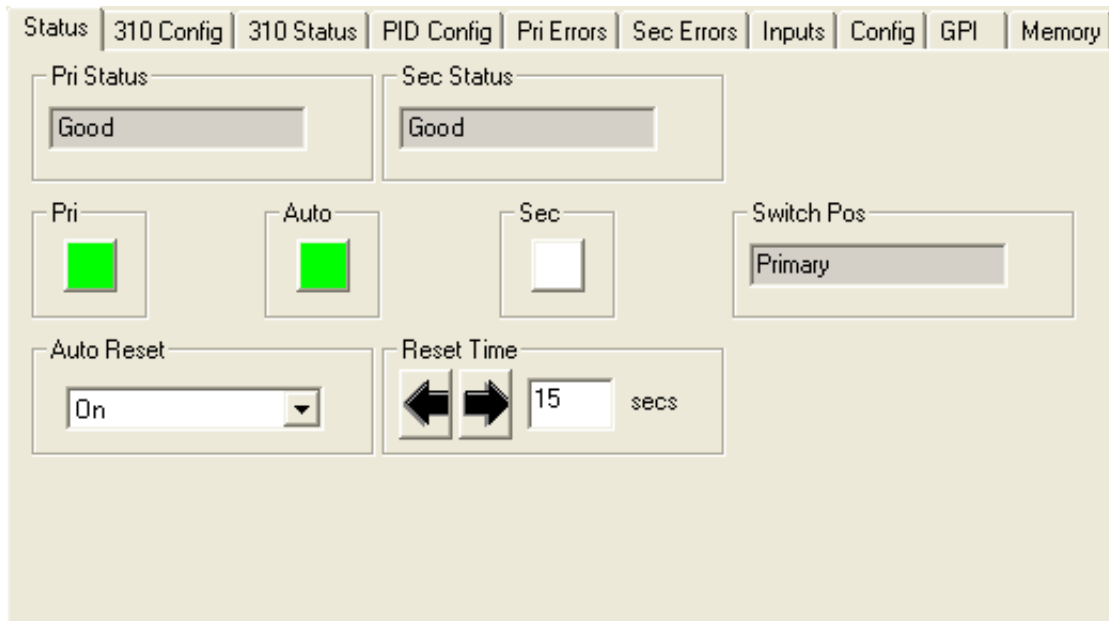 Status 310 Config 310 Status PID Config Pri Errors Sec Errors Inputs Config GPI Memory
Pri Status Sec Status
Good Good
Pri Auto Sec Switch Pos
Primary
Auto Reset Reset Time
On 15 secs